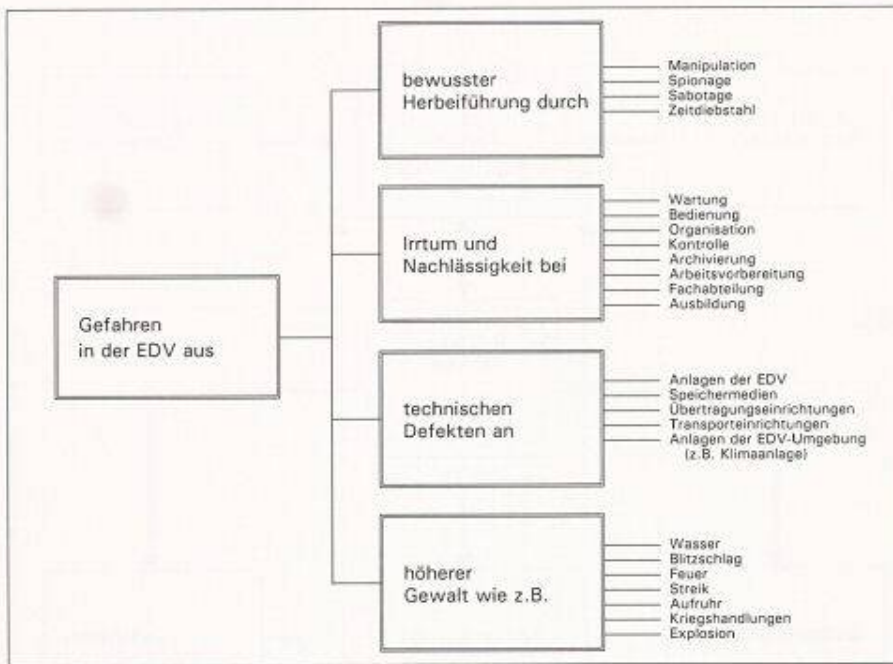 Gefahren
in der EDV aus
bewusster
Herbeiführung durch
Manipulation
Spionage
Sabotage
Zeitdiebstahl
Irrtum und
Nachlässigkeit bei
Wartung
Bedienung
Organisation
Kontrolle
Archivierung
Arbeitsvorbereitung
Fachabteilung
Ausbildung
technischen
Defekten an
Anlagen der EDV
Speichermedien
Übertragungseinrichtungen
Transporteinrichtungen
Anlagen der EDV-Umgebung
(z.B. Klimaanlage)
höherer
Gewalt wie z.B.
Wasser
Blitzschlag
Feuer
Streik
Aufruhr
Kriegshandlungen
Explosion